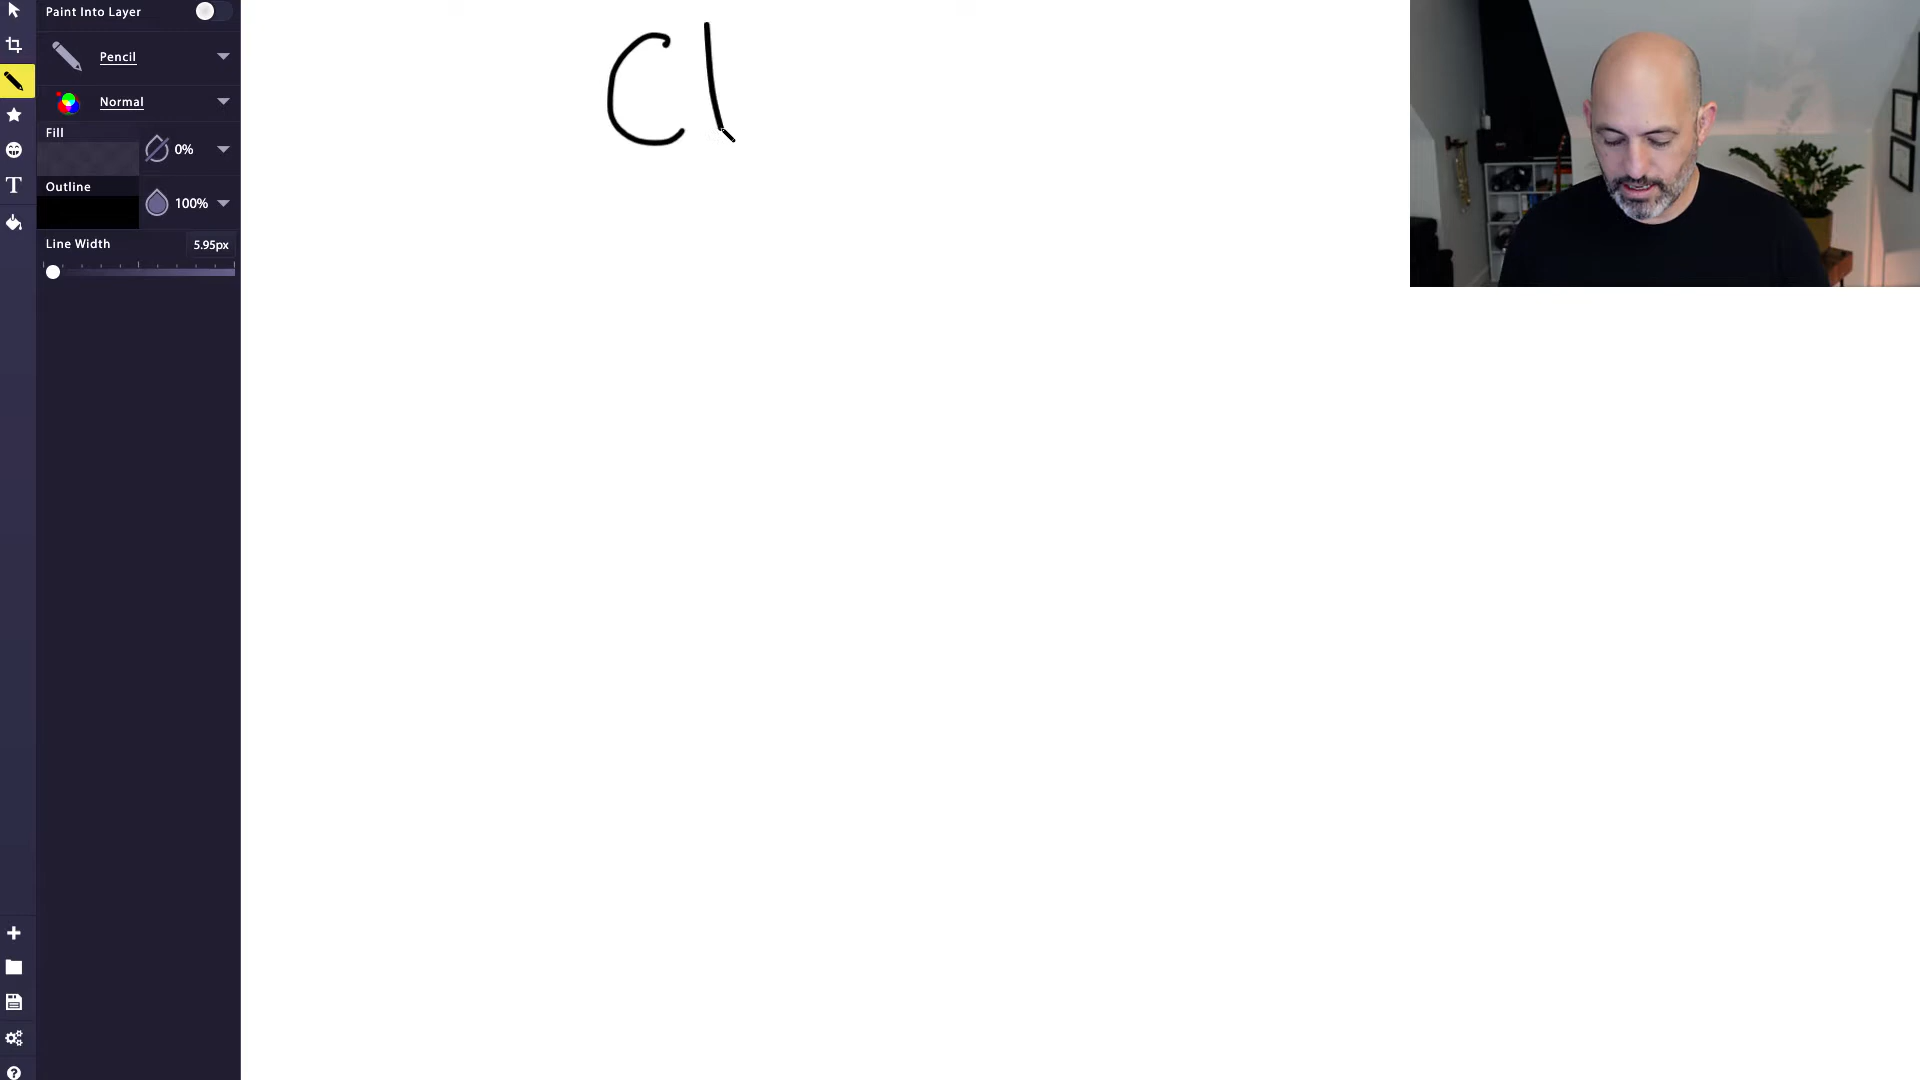 Paint Into Layer
Pencil
Normal
Fill
0%
Outline
100%
Line Width
5.95px
Cl